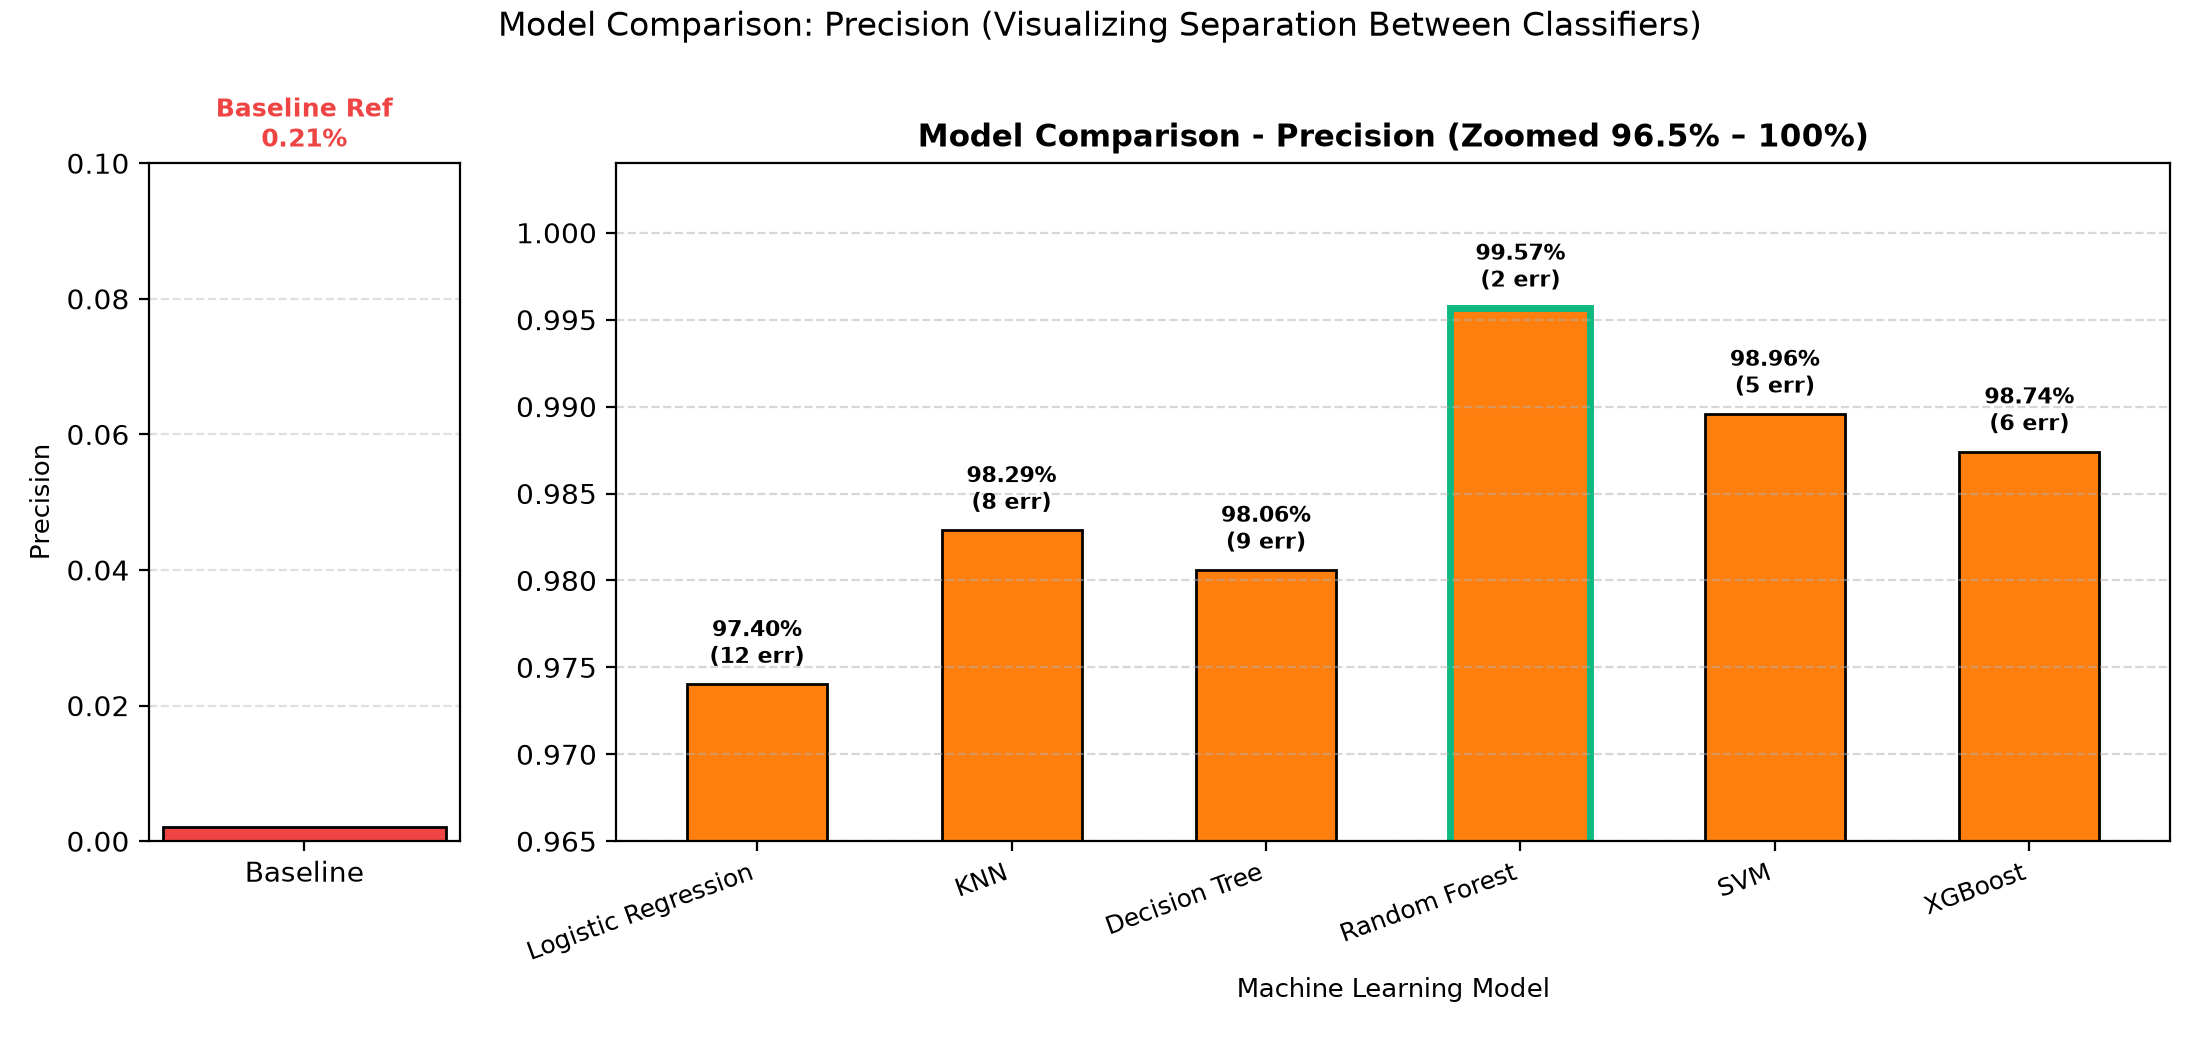 Model Comparison: Precision (Visualizing Separation Between Classifiers)
Baseline Ref
0.21%
Precision
0.10
0.08
0.06
0.04
0.02
0.00
Baseline
Model Comparison - Precision (Zoomed 96.5% – 100%)
1.000
0.995
0.990
0.985
0.980
0.975
0.970
0.965
97.40%
(12 err)
98.29%
(8 err)
98.06%
(9 err)
99.57%
(2 err)
98.96%
(5 err)
98.74%
(6 err)
Logistic Regression
KNN
Decision Tree
Random Forest
SVM
XGBoost
Machine Learning Model